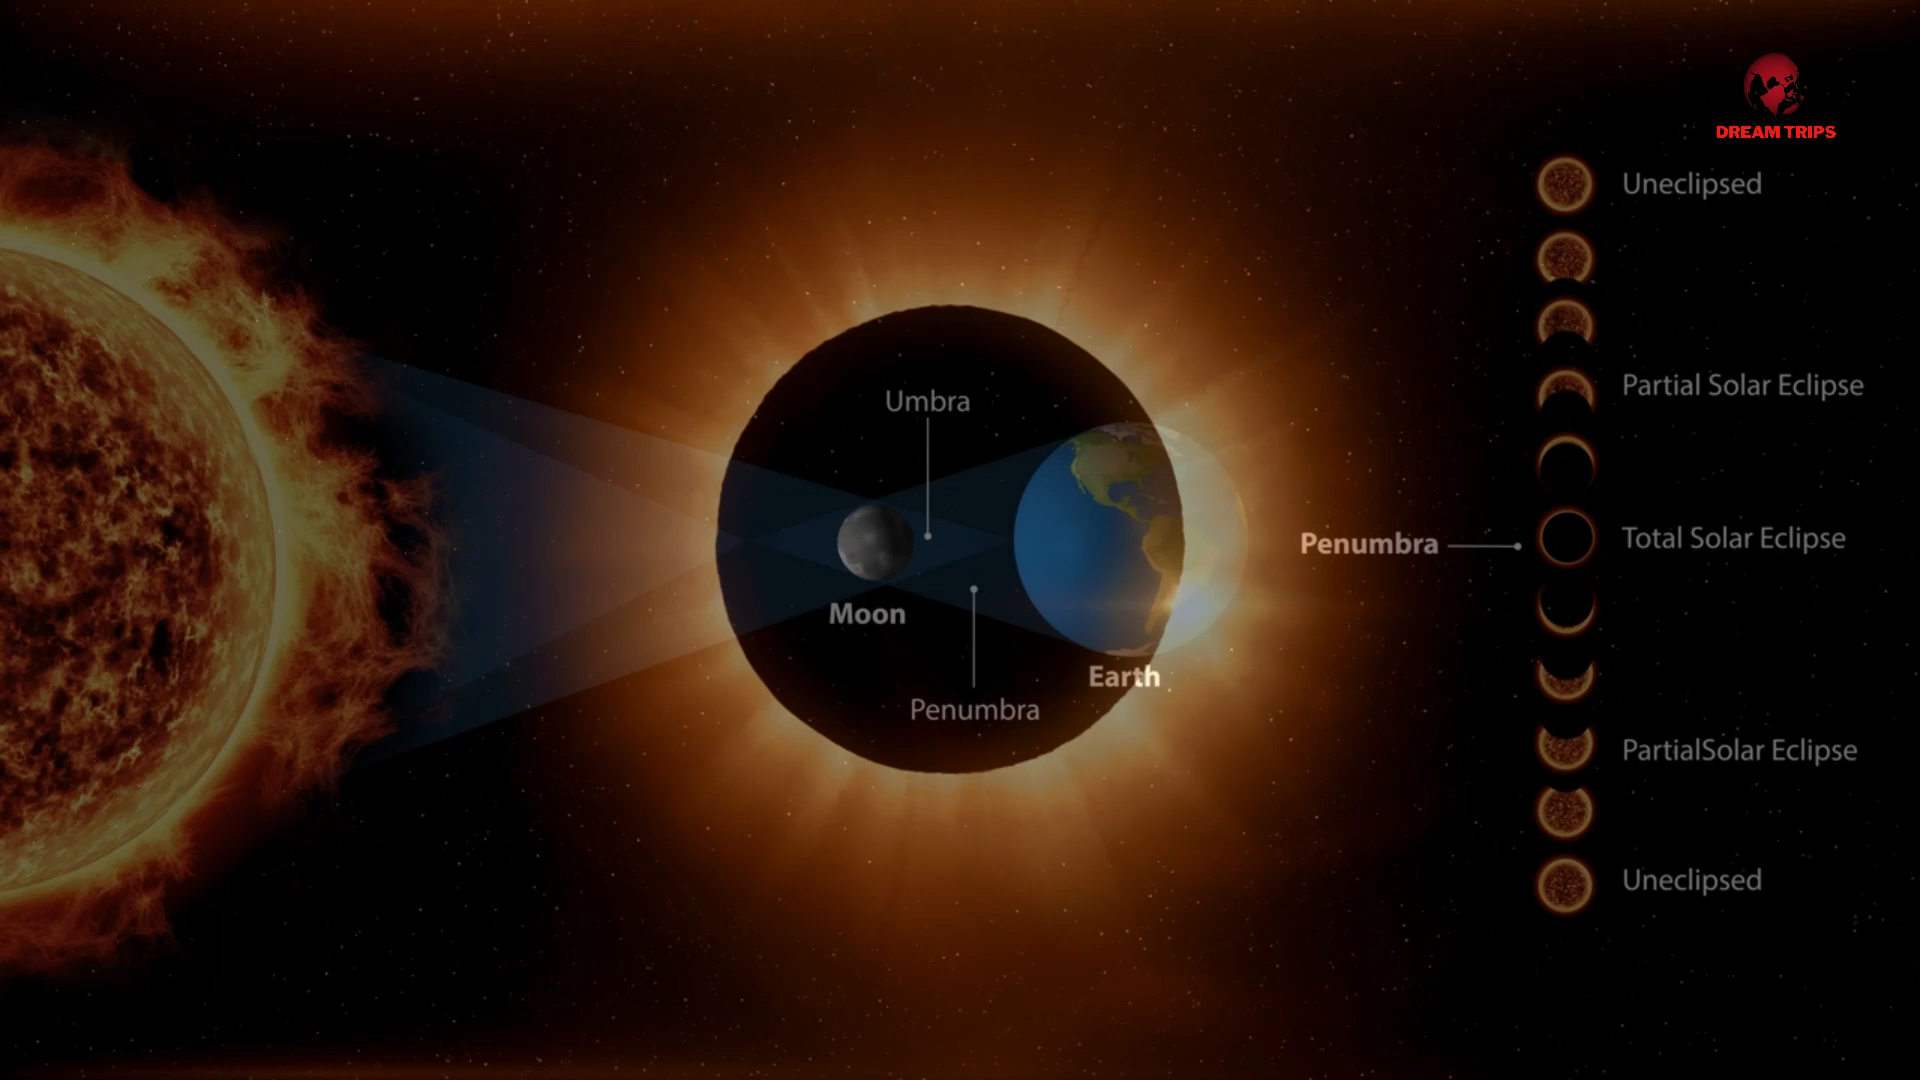 DREAM TRIPS
Uneclipsed
Partial Solar Eclipse
Umbra
Penumbra
Total Solar Eclipse
Moon
Earth
Penumbra
PartialSolar Eclipse
Uneclipsed